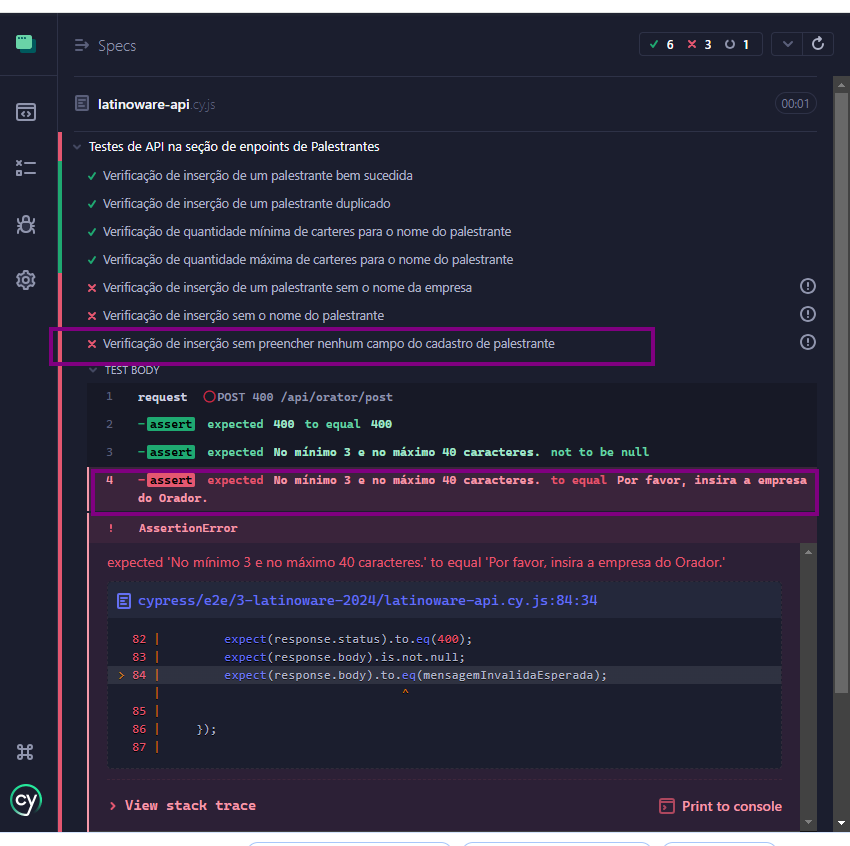 Specs
6 3 1
latinoware-api.cy.js 00:01
Testes de API na seção de enpoints de Palestrantes
Verificação de inserção de um palestrante bem sucedida
Verificação de inserção de um palestrante duplicado
Verificação de quantidade mínima de carteres para o nome do palestrante
Verificação de quantidade máxima de carteres para o nome do palestrante
Verificação de inserção de um palestrante sem o nome da empresa
Verificação de inserção sem o nome do palestrante
Verificação de inserção sem preencher nenhum campo do cadastro de palestrante
TEST BODY
1 request POST 400 /api/orator/post
2 -assert expected 400 to equal 400
3 -assert expected No mínimo 3 e no máximo 40 caracteres. not to be null
4 -assert expected No mínimo 3 e no máximo 40 caracteres. to equal Por favor, insira a empresa
do Orador.
! AssertionError
expected 'No mínimo 3 e no máximo 40 caracteres.' to equal 'Por favor, insira a empresa do Orador.'
cypress/e2e/3-latinoware-2024/latinoware-api.cy.js:84:34
82 | expect(response.status).to.eq(400);
83 | expect(response.body).is.not.null;
> 84 | expect(response.body).to.eq(mensagemInvalidaEsperada);
| ^
85 |
86 | });
87 |
> View stack trace Print to console
cy